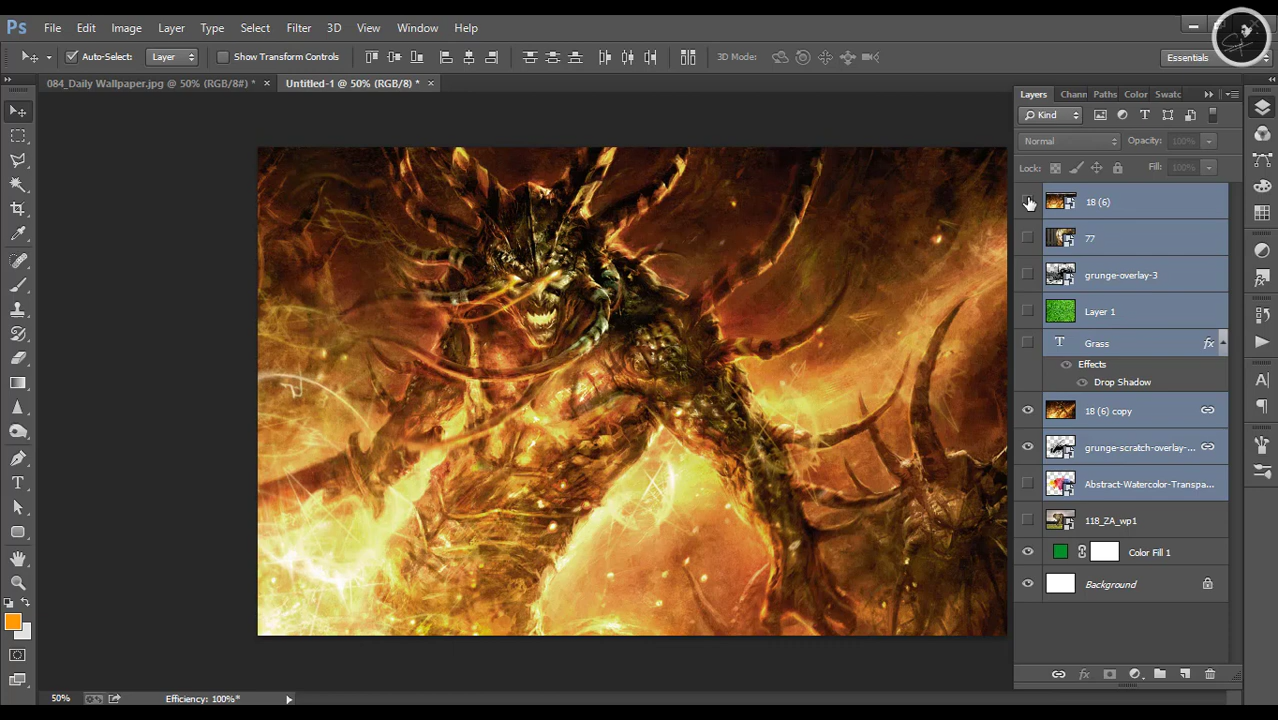 Ps File Edit Image Layer Type Select Filter 3D View Window Help
Auto-Select: Layer Show Transform Controls 3D Mode: Essentials
084_Daily Wallpaper.jpg @ 50% (RGB/8#) * × Untitled-1 @ 50% (RGB/8) * ×
Layers Chann Paths Color Swatc
Kind
Normal Opacity: 100%
Lock: Fill: 100%
18 (6)
77
grunge-overlay-3
Layer 1
T Grass fx
Effects
Drop Shadow
18 (6) copy
grunge-scratch-overlay-...
Abstract-Watercolor-Transpa...
118_ZA_wp1
Color Fill 1
Background
50% Efficiency: 100%*